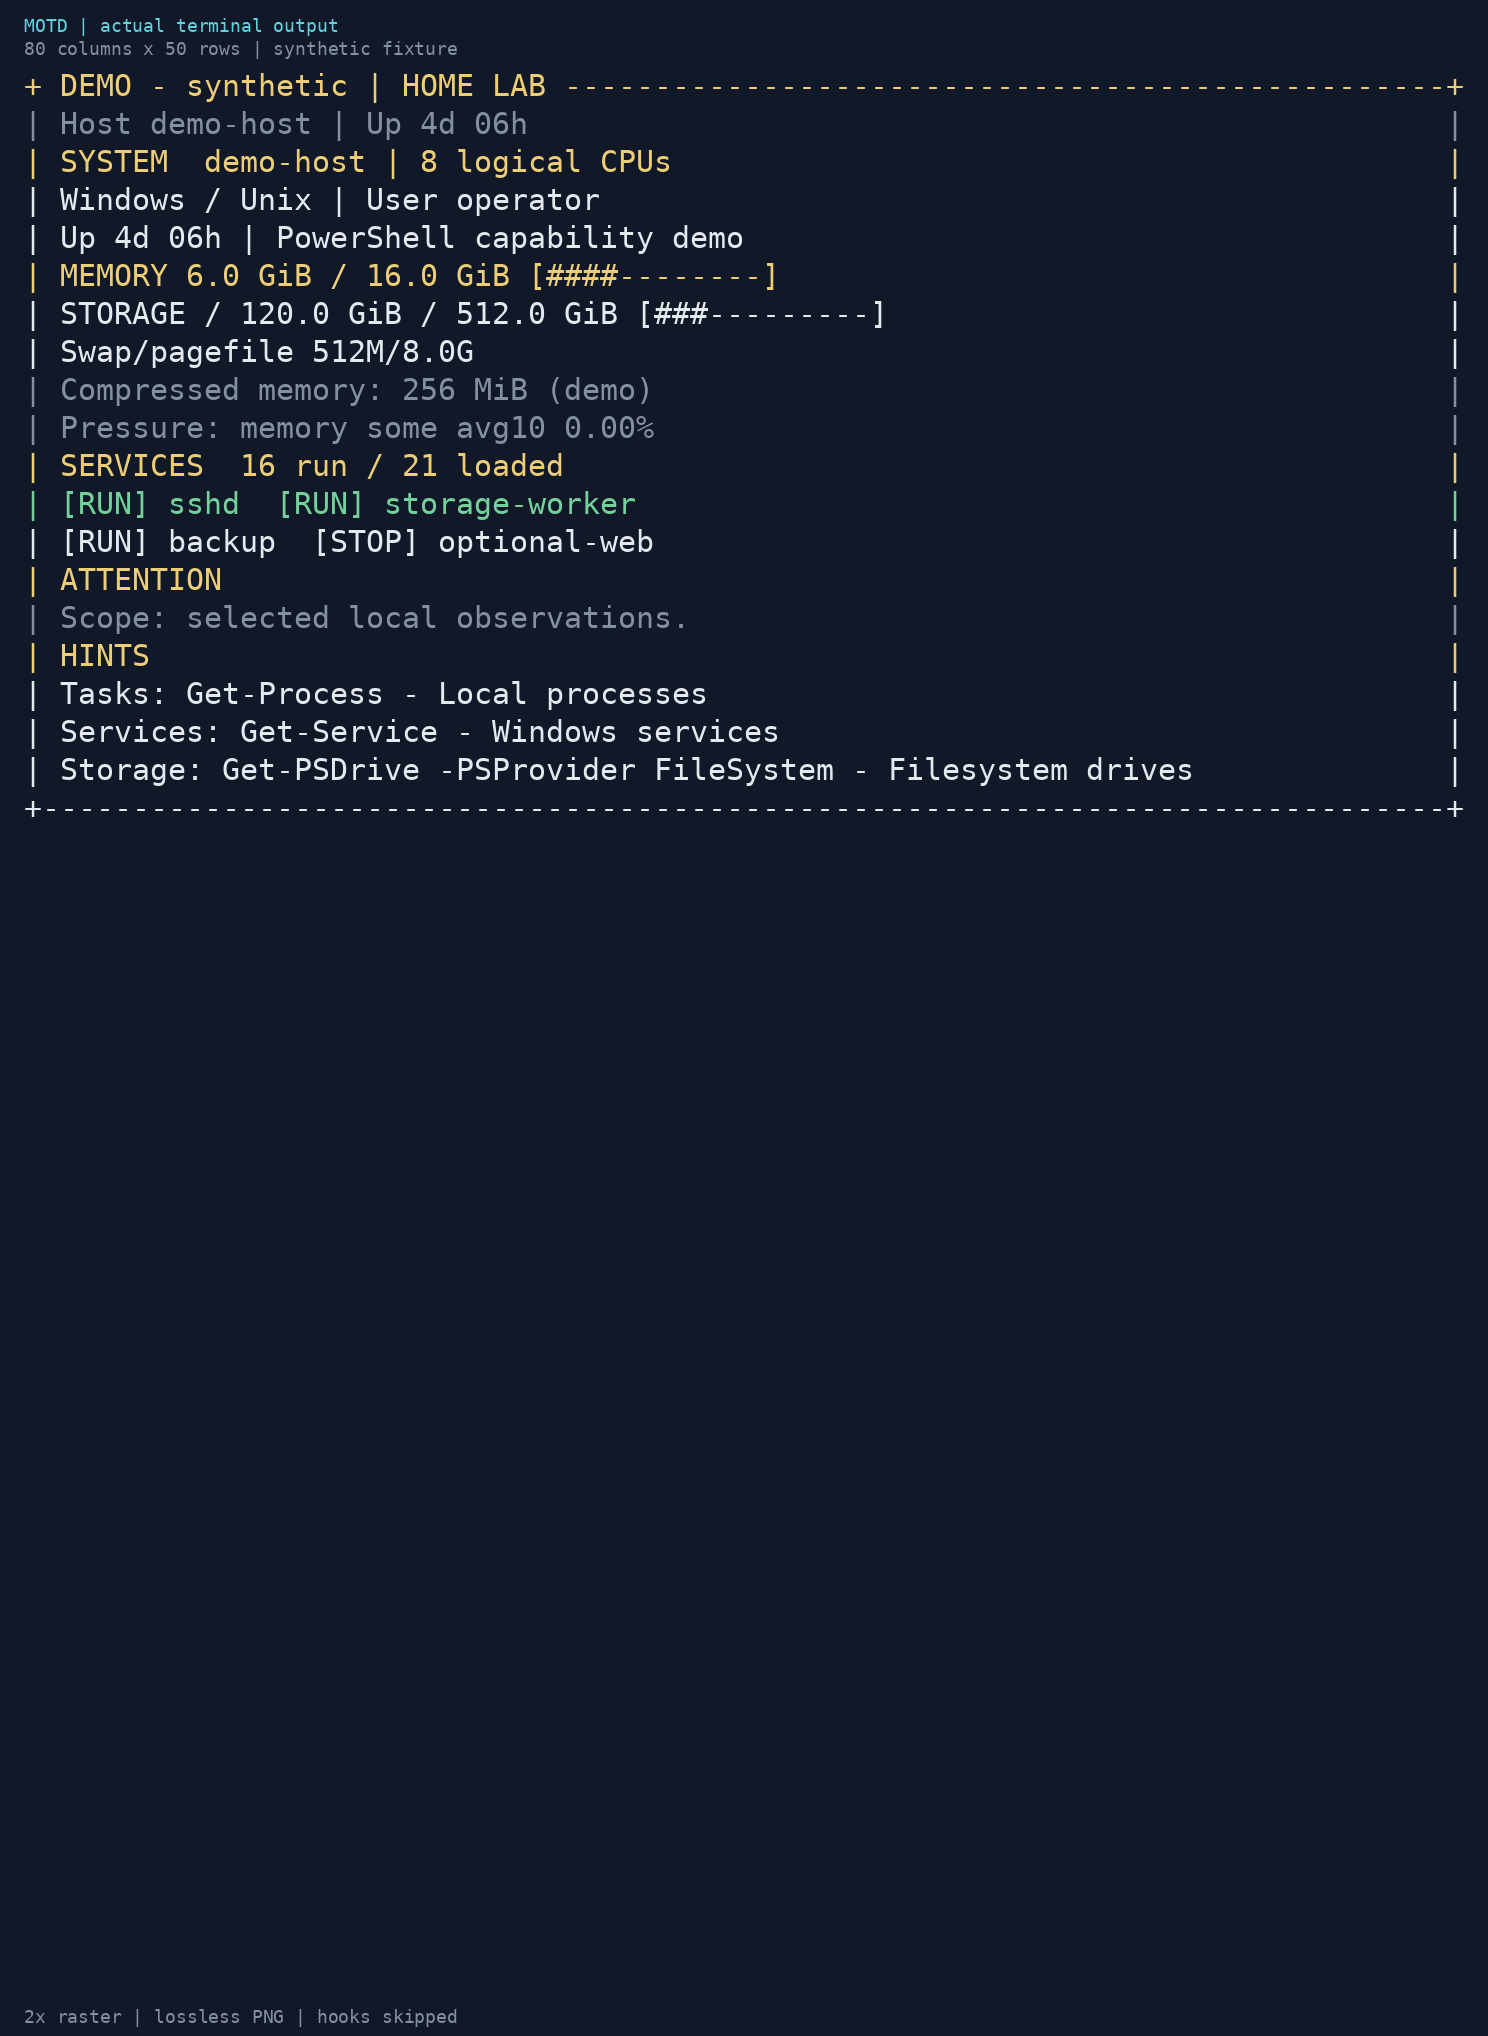 MOTD | actual terminal output
80 columns x 50 rows | synthetic fixture
+ DEMO - synthetic | HOME LAB -------------------------------------------------+
| Host demo-host | Up 4d 06h                                                   |
| SYSTEM  demo-host | 8 logical CPUs                                           |
| Windows / Unix | User operator                                               |
| Up 4d 06h | PowerShell capability demo                                       |
| MEMORY 6.0 GiB / 16.0 GiB [####--------]                                     |
| STORAGE / 120.0 GiB / 512.0 GiB [###---------]                               |
| Swap/pagefile 512M/8.0G                                                      |
| Compressed memory: 256 MiB (demo)                                            |
| Pressure: memory some avg10 0.00%                                            |
| SERVICES  16 run / 21 loaded                                                 |
| [RUN] sshd  [RUN] storage-worker                                             |
| [RUN] backup  [STOP] optional-web                                            |
| ATTENTION                                                                    |
| Scope: selected local observations.                                          |
| HINTS                                                                        |
| Tasks: Get-Process - Local processes                                         |
| Services: Get-Service - Windows services                                     |
| Storage: Get-PSDrive -PSProvider FileSystem - Filesystem drives              |
+------------------------------------------------------------------------------+
2x raster | lossless PNG | hooks skipped